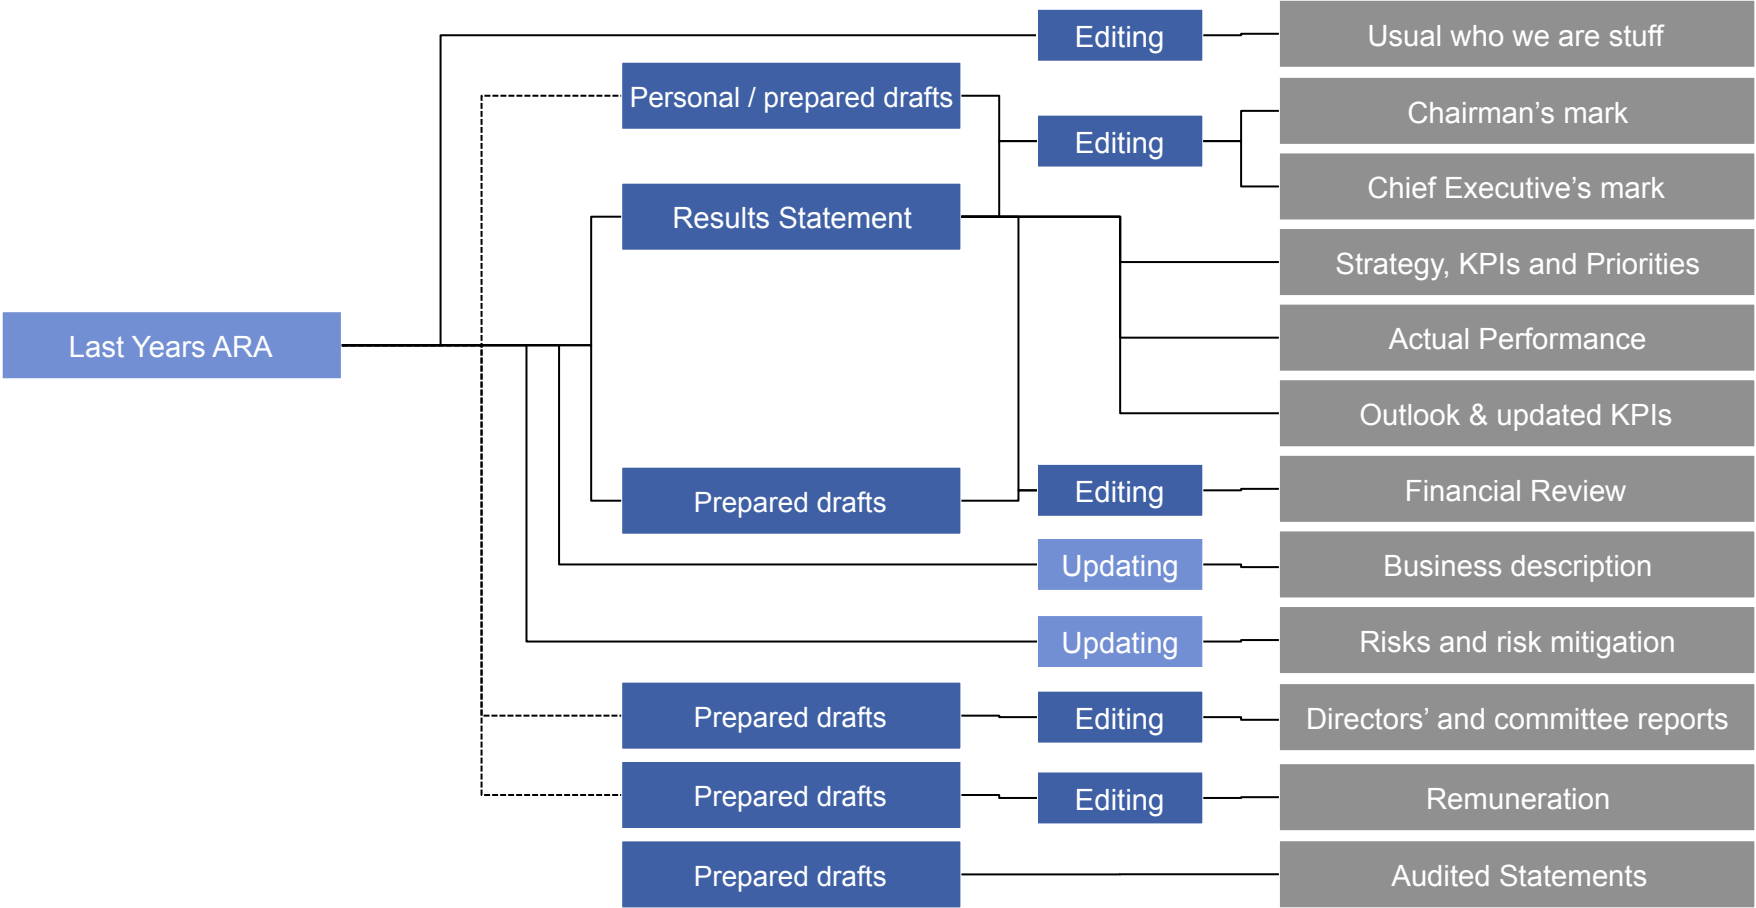 Editing
Usual who we are stuff
Personal / prepared drafts
Chairman’s mark
Editing
Chief Executive’s mark
Results Statement
Strategy, KPIs and Priorities
Last Years ARA
Actual Performance
Outlook & updated KPIs
Prepared drafts
Editing
Financial Review
Updating
Business description
Updating
Risks and risk mitigation
Prepared drafts
Editing
Directors’ and committee reports
Prepared drafts
Editing
Remuneration
Prepared drafts
Audited Statements